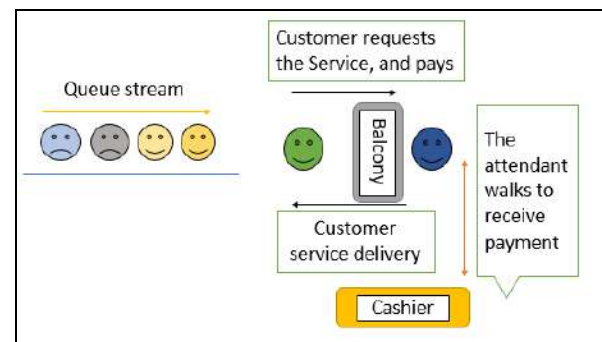 Customer requests
the Service, and pays
Queue stream
Balcony
The
attendant
walks to
receive
payment
Customer
service delivery
Cashier